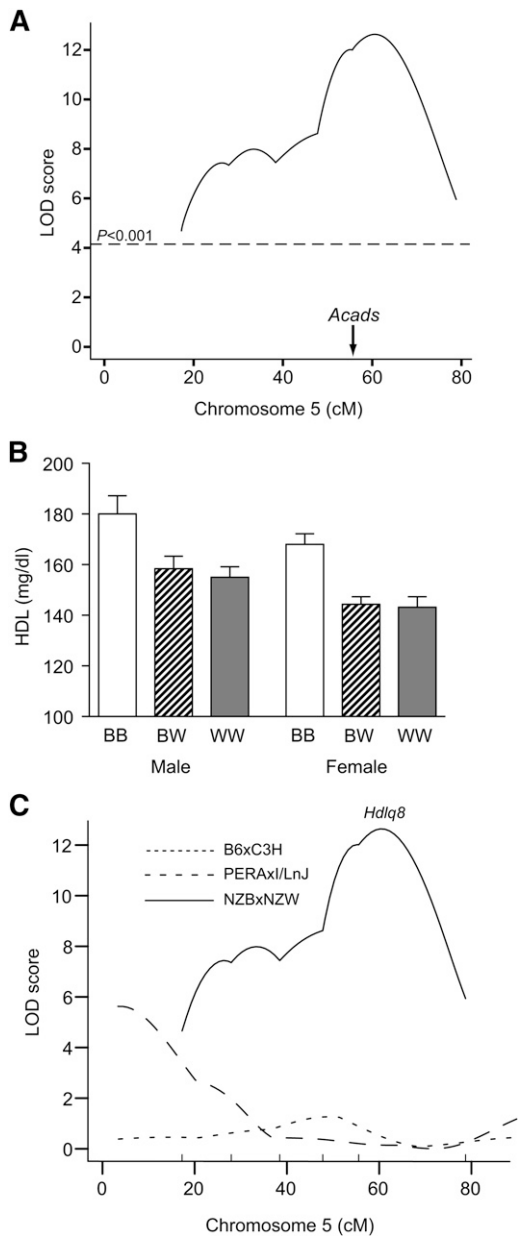 A
LOD score
12
10
8
6
4
2
0
P<0.001
Acads
0 20 40 60 80
Chromosome 5 (cM)
B
HDL (mg/dl)
200
180
160
140
120
100
BB BW WW BB BW WW
Male Female
C
Hdlq8
B6xC3H
PERAxI/LnJ
NZBxNZW
LOD score
12
10
8
6
4
2
0
0 20 40 60 80
Chromosome 5 (cM)